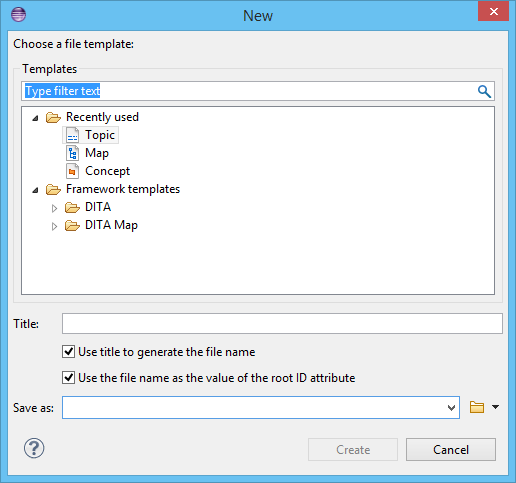 New
Choose a file template:
Templates
Type filter text
Recently used
Topic
Map
Concept
Framework templates
DITA
DITA Map
Title:
Use title to generate the file name
Use the file name as the value of the root ID attribute
Save as:
?
Create
Cancel